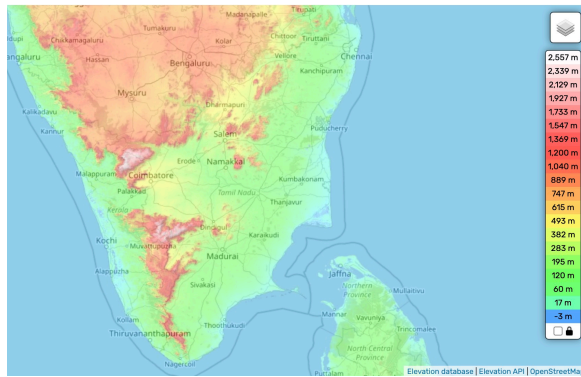 Madanapalle
Tirupati
Tumakuru
Chikkamagaluru
Kolar
Chittoor
Tiruttani
Udupi
Hassan
Bengaluru
Vellore
Chennai
Kanchipuram
Mysuru
Dharmapuri
Kalikadavu
Salem
Puducherry
Kannur
Erode
Namakkal
Malappuram
Coimbatore
Palakkad
Tamil Nadu
Kumbakonam
Thanjavur
Kerala
Kochi
Muvattupuzha
Dindigul
Karaikudi
Madurai
Alappuzha
Sivakasi
Jaffna
Northern
Province
Mullaitivu
Kollam
Thoothukudi
Mannar
Vavuniya
Thiruvananthapuram
Trincomalee
Nagercoil
North-Central
Province
Puttalam
2,557 m
2,339 m
2,129 m
1,927 m
1,733 m
1,547 m
1,369 m
1,200 m
1,040 m
889 m
747 m
615 m
493 m
382 m
283 m
195 m
120 m
60 m
17 m
-3 m
Elevation database | Elevation API | OpenStreetMa